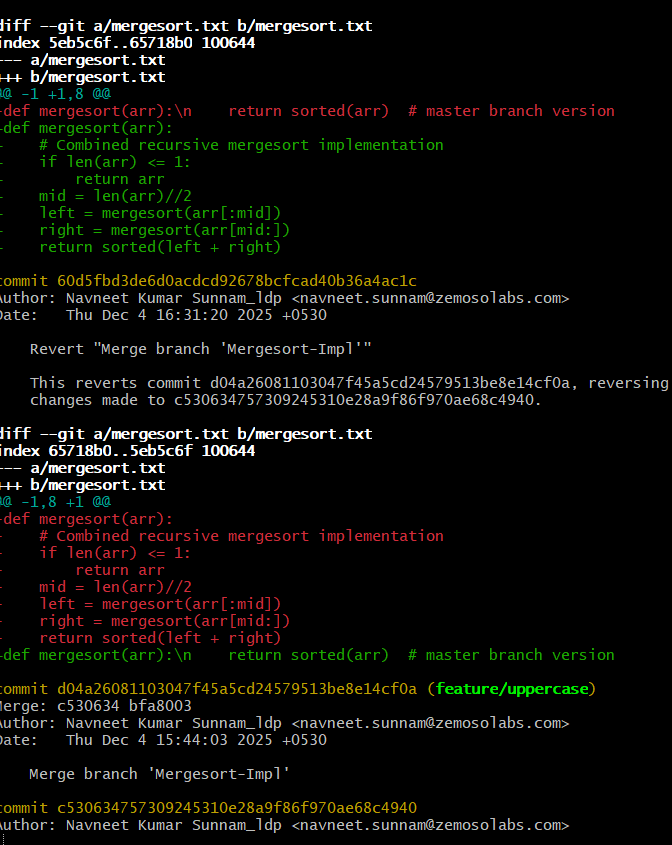 diff --git a/mergesort.txt b/mergesort.txt
index 5eb5c6f..65718b0 100644
--- a/mergesort.txt
+++ b/mergesort.txt
@@ -1 +1,8 @@
-def mergesort(arr):\n    return sorted(arr)  # master branch version
+def mergesort(arr):
+    # Combined recursive mergesort implementation
+    if len(arr) <= 1:
+        return arr
+    mid = len(arr)//2
+    left = mergesort(arr[:mid])
+    right = mergesort(arr[mid:])
+    return sorted(left + right)
commit 60d5fbd3de6d0acdcd92678bcfcad40b36a4ac1c
Author: Navneet Kumar Sunnam_ldp <navneet.sunnam@zemosolabs.com>
Date:   Thu Dec 4 16:31:20 2025 +0530
    Revert "Merge branch 'Mergesort-Impl'"
    This reverts commit d04a26081103047f45a5cd24579513be8e14cf0a, reversing
    changes made to c530634757309245310e28a9f86f970ae68c4940.
diff --git a/mergesort.txt b/mergesort.txt
index 65718b0..5eb5c6f 100644
--- a/mergesort.txt
+++ b/mergesort.txt
@@ -1,8 +1 @@
-def mergesort(arr):
-    # Combined recursive mergesort implementation
-    if len(arr) <= 1:
-        return arr
-    mid = len(arr)//2
-    left = mergesort(arr[:mid])
-    right = mergesort(arr[mid:])
-    return sorted(left + right)
+def mergesort(arr):\n    return sorted(arr)  # master branch version
commit d04a26081103047f45a5cd24579513be8e14cf0a (feature/uppercase)
Merge: c530634 bfa8003
Author: Navneet Kumar Sunnam_ldp <navneet.sunnam@zemosolabs.com>
Date:   Thu Dec 4 15:44:03 2025 +0530
    Merge branch 'Mergesort-Impl'
commit c530634757309245310e28a9f86f970ae68c4940
Author: Navneet Kumar Sunnam_ldp <navneet.sunnam@zemosolabs.com>
: